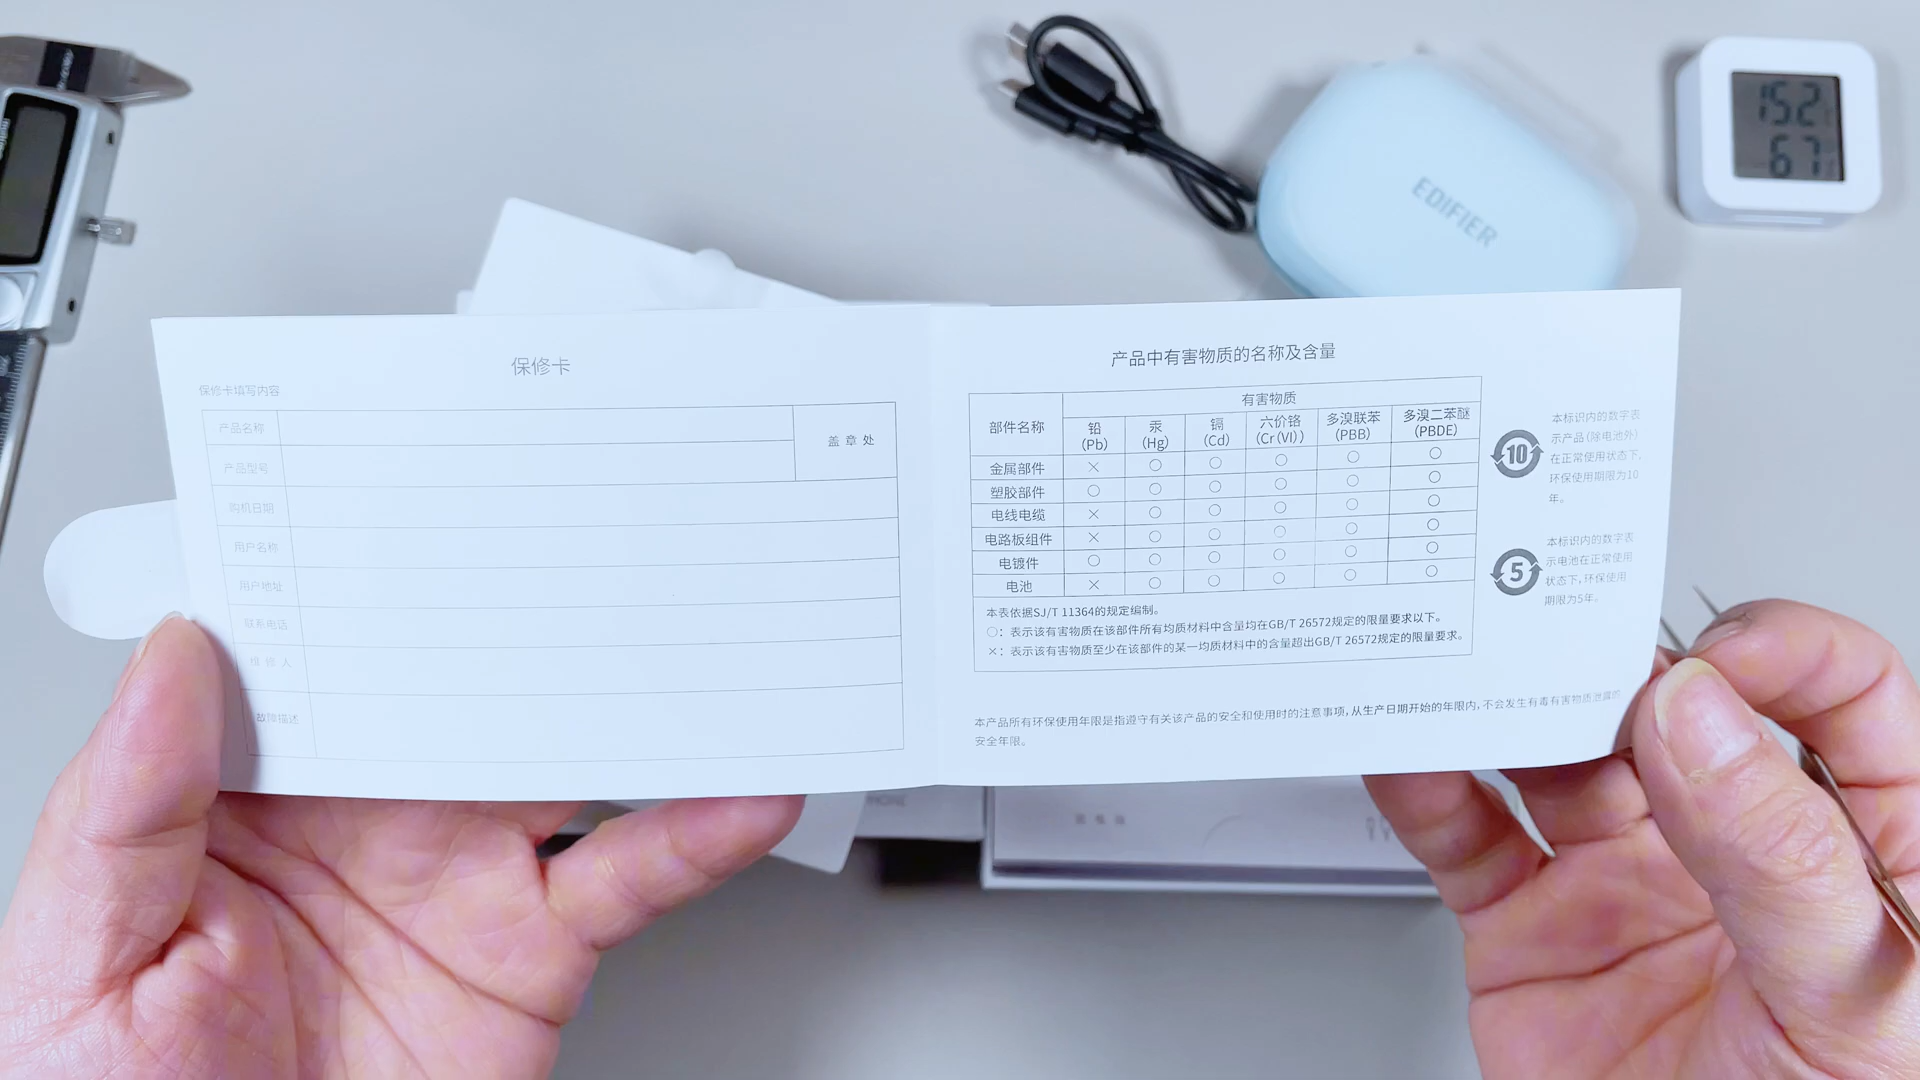 15.2
67
EDIFIER
保修卡
保修卡填写内容
产品名称
盖 章 处
产品型号
购机日期
用户名称
用户地址
联系电话
维 修 人
故障描述
产品中有害物质的名称及含量
部件名称 有害物质
铅 (Pb) 汞 (Hg) 镉 (Cd) 六价铬 (Cr(VI)) 多溴联苯 (PBB) 多溴二苯醚 (PBDE)
金属部件 × ○ ○ ○ ○ ○
塑胶部件 ○ ○ ○ ○ ○ ○
电线电缆 × ○ ○ ○ ○ ○
电路板组件 × ○ ○ ○ ○ ○
电镀件 ○ ○ ○ ○ ○ ○
电池 × ○ ○ ○ ○ ○
本表依据SJ/T 11364的规定编制。
○：表示该有害物质在该部件所有均质材料中含量均在GB/T 26572规定的限量要求以下。
×：表示该有害物质至少在该部件的某一均质材料中的含量超出GB/T 26572规定的限量要求。
10
本标识内的数字表
示产品(除电池外)
在正常使用状态下,
环保使用期限为10
年。
5
本标识内的数字表
示电池在正常使用
状态下,环保使用
期限为5年。
本产品所有环保使用年限是指遵守有关该产品的安全和使用时的注意事项,从生产日期开始的年限内,不会发生有毒有害物质泄露的
安全年限。